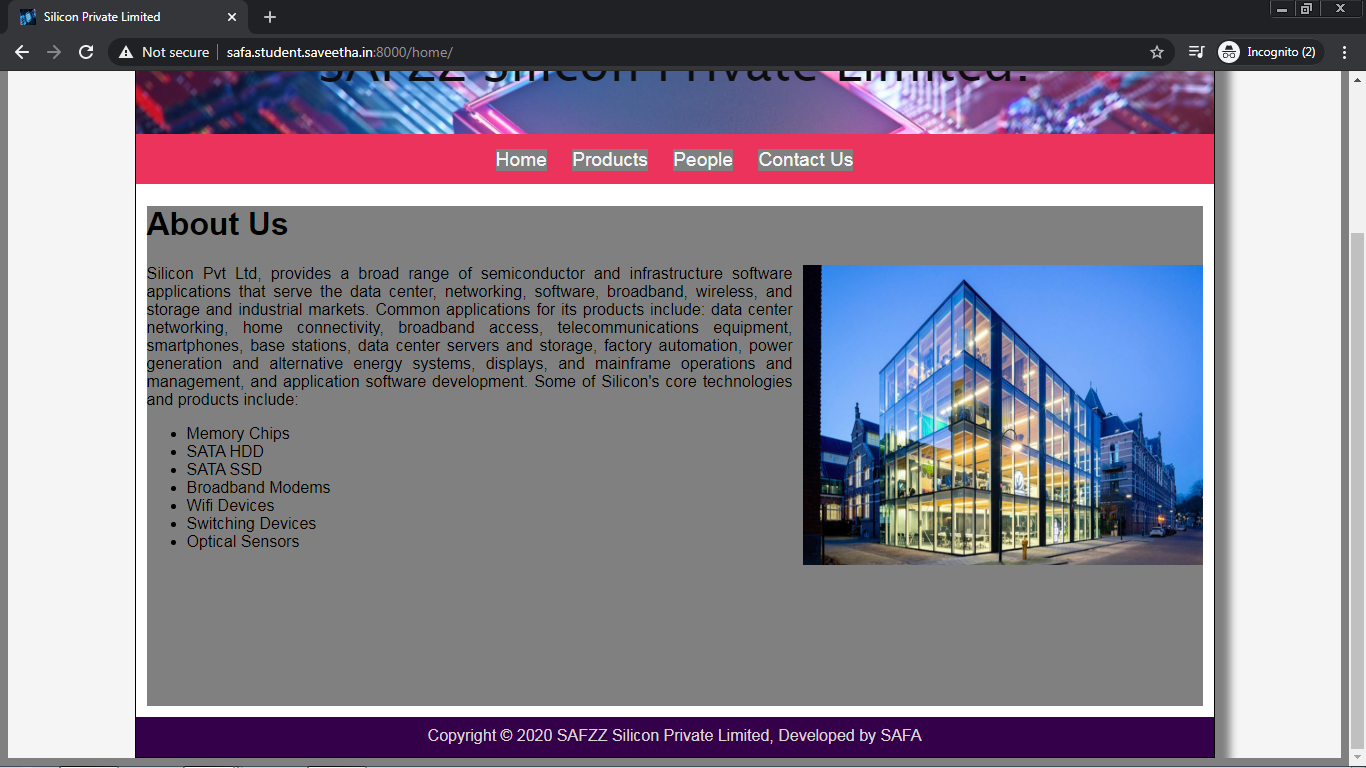 Silicon Private Limited
Not secure safa.student.saveetha.in:8000/home/
Incognito (2)
SAFZZ Silicon Private Limited.
Home Products People Contact Us
About Us
Silicon Pvt Ltd, provides a broad range of semiconductor and infrastructure software
applications that serve the data center, networking, software, broadband, wireless, and
storage and industrial markets. Common applications for its products include: data center
networking, home connectivity, broadband access, telecommunications equipment,
smartphones, base stations, data center servers and storage, factory automation, power
generation and alternative energy systems, displays, and mainframe operations and
management, and application software development. Some of Silicon's core technologies
and products include:
Memory Chips
SATA HDD
SATA SSD
Broadband Modems
Wifi Devices
Switching Devices
Optical Sensors
Copyright © 2020 SAFZZ Silicon Private Limited, Developed by SAFA